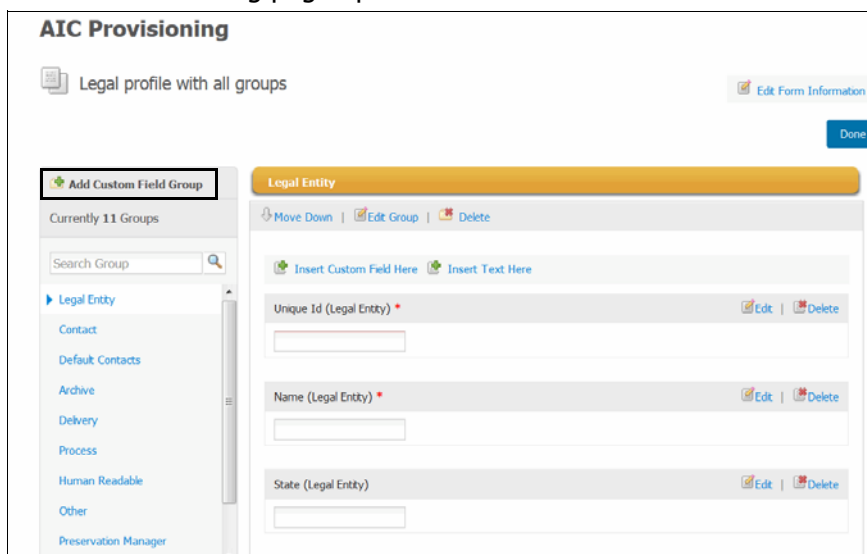 AIC Provisioning
Legal profile with all groups
Edit Form Information
Done
Add Custom Field Group
Currently 11 Groups
Search Group
Legal Entity
Contact
Default Contacts
Archive
Delivery
Process
Human Readable
Other
Preservation Manager
Legal Entity
Move Down | Edit Group | Delete
Insert Custom Field Here Insert Text Here
Unique Id (Legal Entity) * Edit | Delete
Name (Legal Entity) * Edit | Delete
State (Legal Entity) Edit | Delete